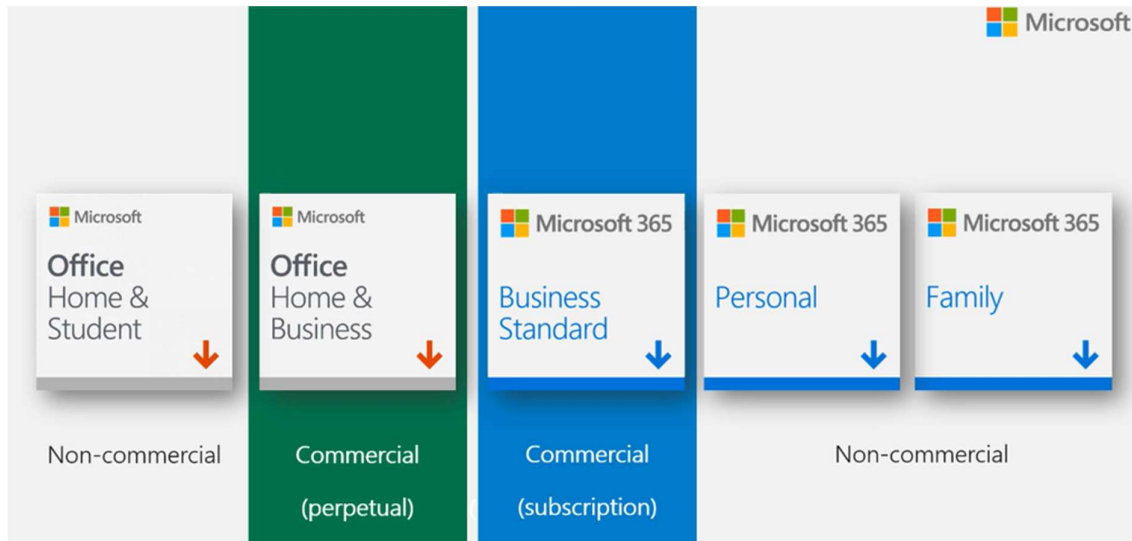 Microsoft
Microsoft
Office
Home &
Student
Microsoft
Office
Home &
Business
Microsoft 365
Business
Standard
Microsoft 365
Personal
Microsoft 365
Family
Non-commercial
Commercial
(perpetual)
Commercial
(subscription)
Non-commercial